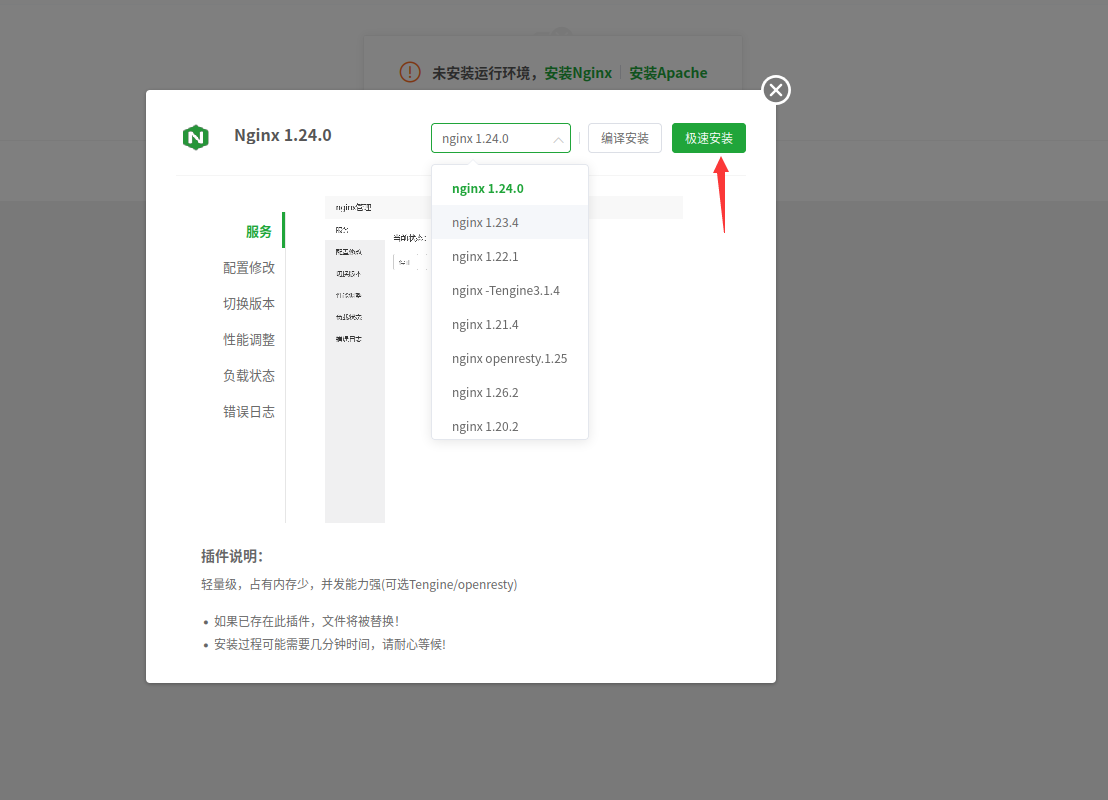 未安装运行环境，安装Nginx 安装Apache
Nginx 1.24.0
nginx 1.24.0
编译安装
极速安装
nginx 1.24.0
nginx 1.23.4
nginx 1.22.1
nginx -Tengine3.1.4
nginx 1.21.4
nginx openresty.1.25
nginx 1.26.2
nginx 1.20.2
服务
配置修改
切换版本
性能调整
负载状态
错误日志
nginx管理
服务
配置修改
切换版本
性能调整
负载状态
错误日志
当前状态：
停止
插件说明：
轻量级，占有内存少，并发能力强(可选Tengine/openresty)
如果已存在此插件，文件将被替换！
安装过程可能需要几分钟时间，请耐心等候!